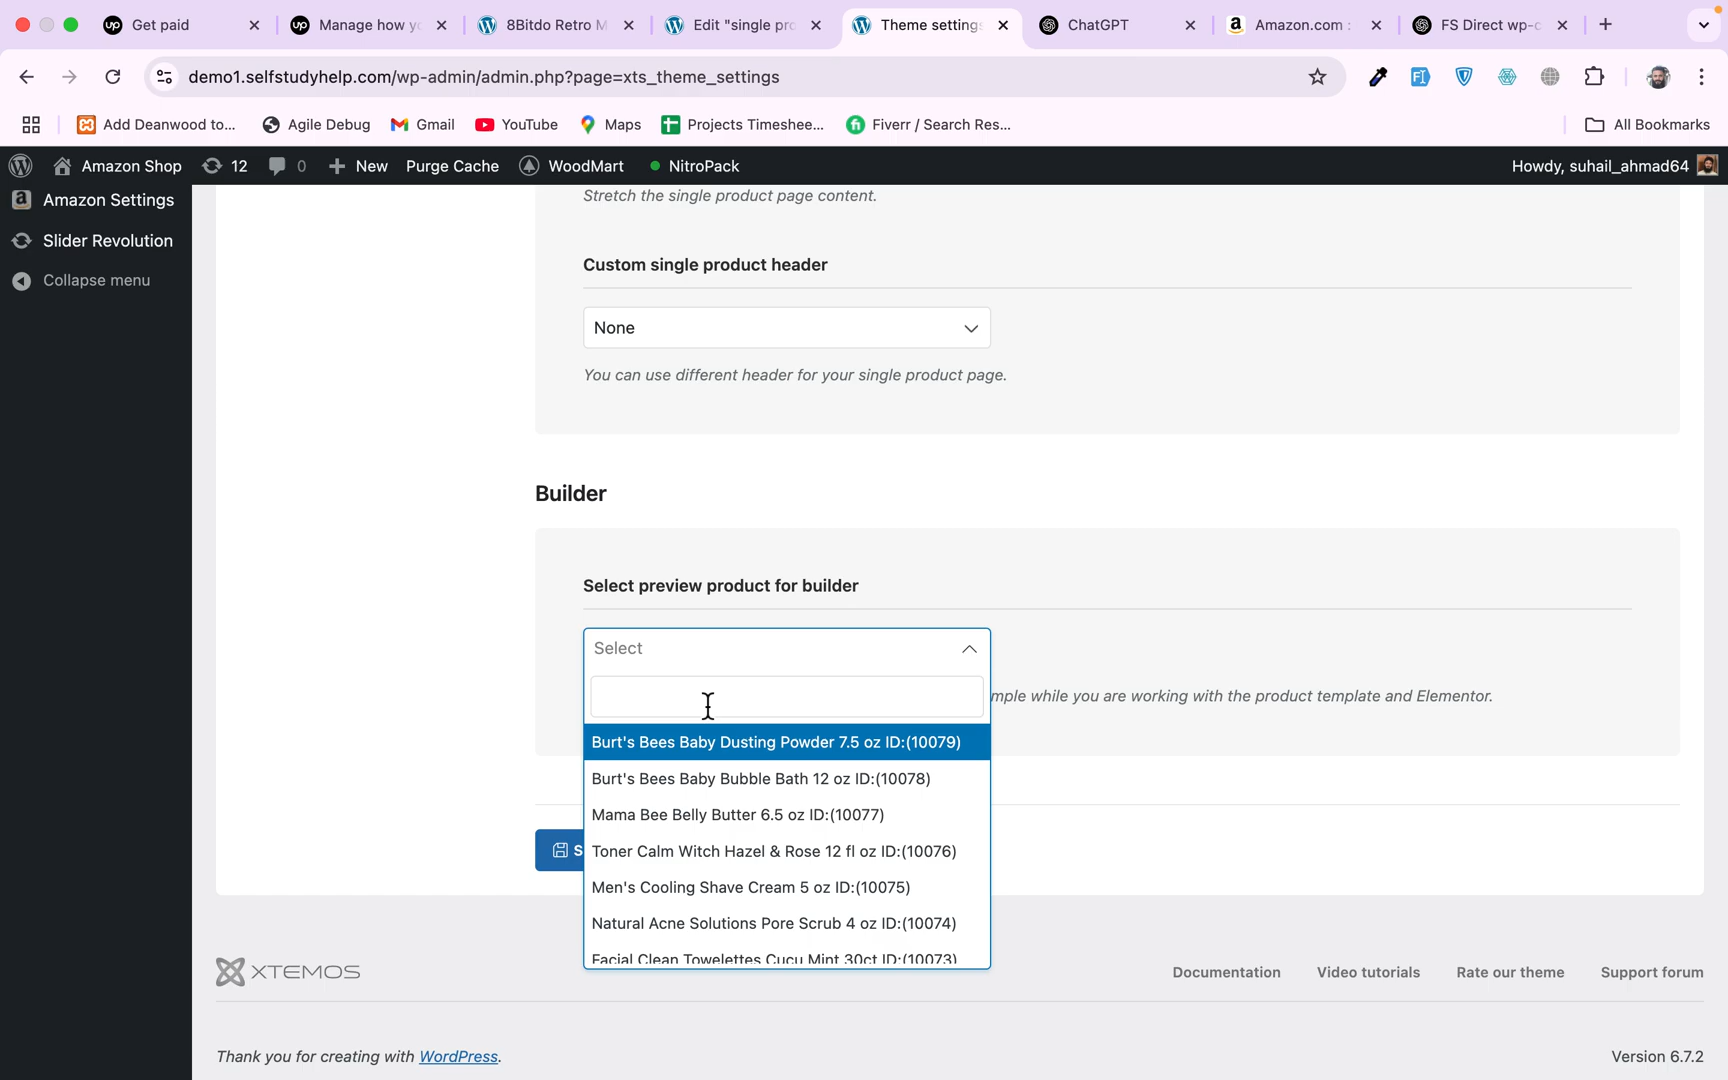 Get paid
Manage how yo
8Bitdo Retro M
Edit "single pro
Theme settings
ChatGPT
Amazon.com :
FS Direct wp-c
demo1.selfstudyhelp.com/wp-admin/admin.php?page=xts_theme_settings
Add Deanwood to...
Agile Debug
Gmail
YouTube
Maps
Projects Timeshee...
Fiverr / Search Res...
All Bookmarks
Amazon Shop
12
0
New
Purge Cache
WoodMart
NitroPack
Howdy, suhail_ahmad64
Amazon Settings
Slider Revolution
Collapse menu
Stretch the single product page content.
Custom single product header
None
You can use different header for your single product page.
Builder
Select preview product for builder
Select
mple while you are working with the product template and Elementor.
Burt's Bees Baby Dusting Powder 7.5 oz ID:(10079)
Burt's Bees Baby Bubble Bath 12 oz ID:(10078)
Mama Bee Belly Butter 6.5 oz ID:(10077)
S
Toner Calm Witch Hazel & Rose 12 fl oz ID:(10076)
Men's Cooling Shave Cream 5 oz ID:(10075)
Natural Acne Solutions Pore Scrub 4 oz ID:(10074)
Facial Clean Towelettes Cucu Mint 30ct ID:(10073)
XTEMOS
Documentation
Video tutorials
Rate our theme
Support forum
Thank you for creating with WordPress.
Version 6.7.2